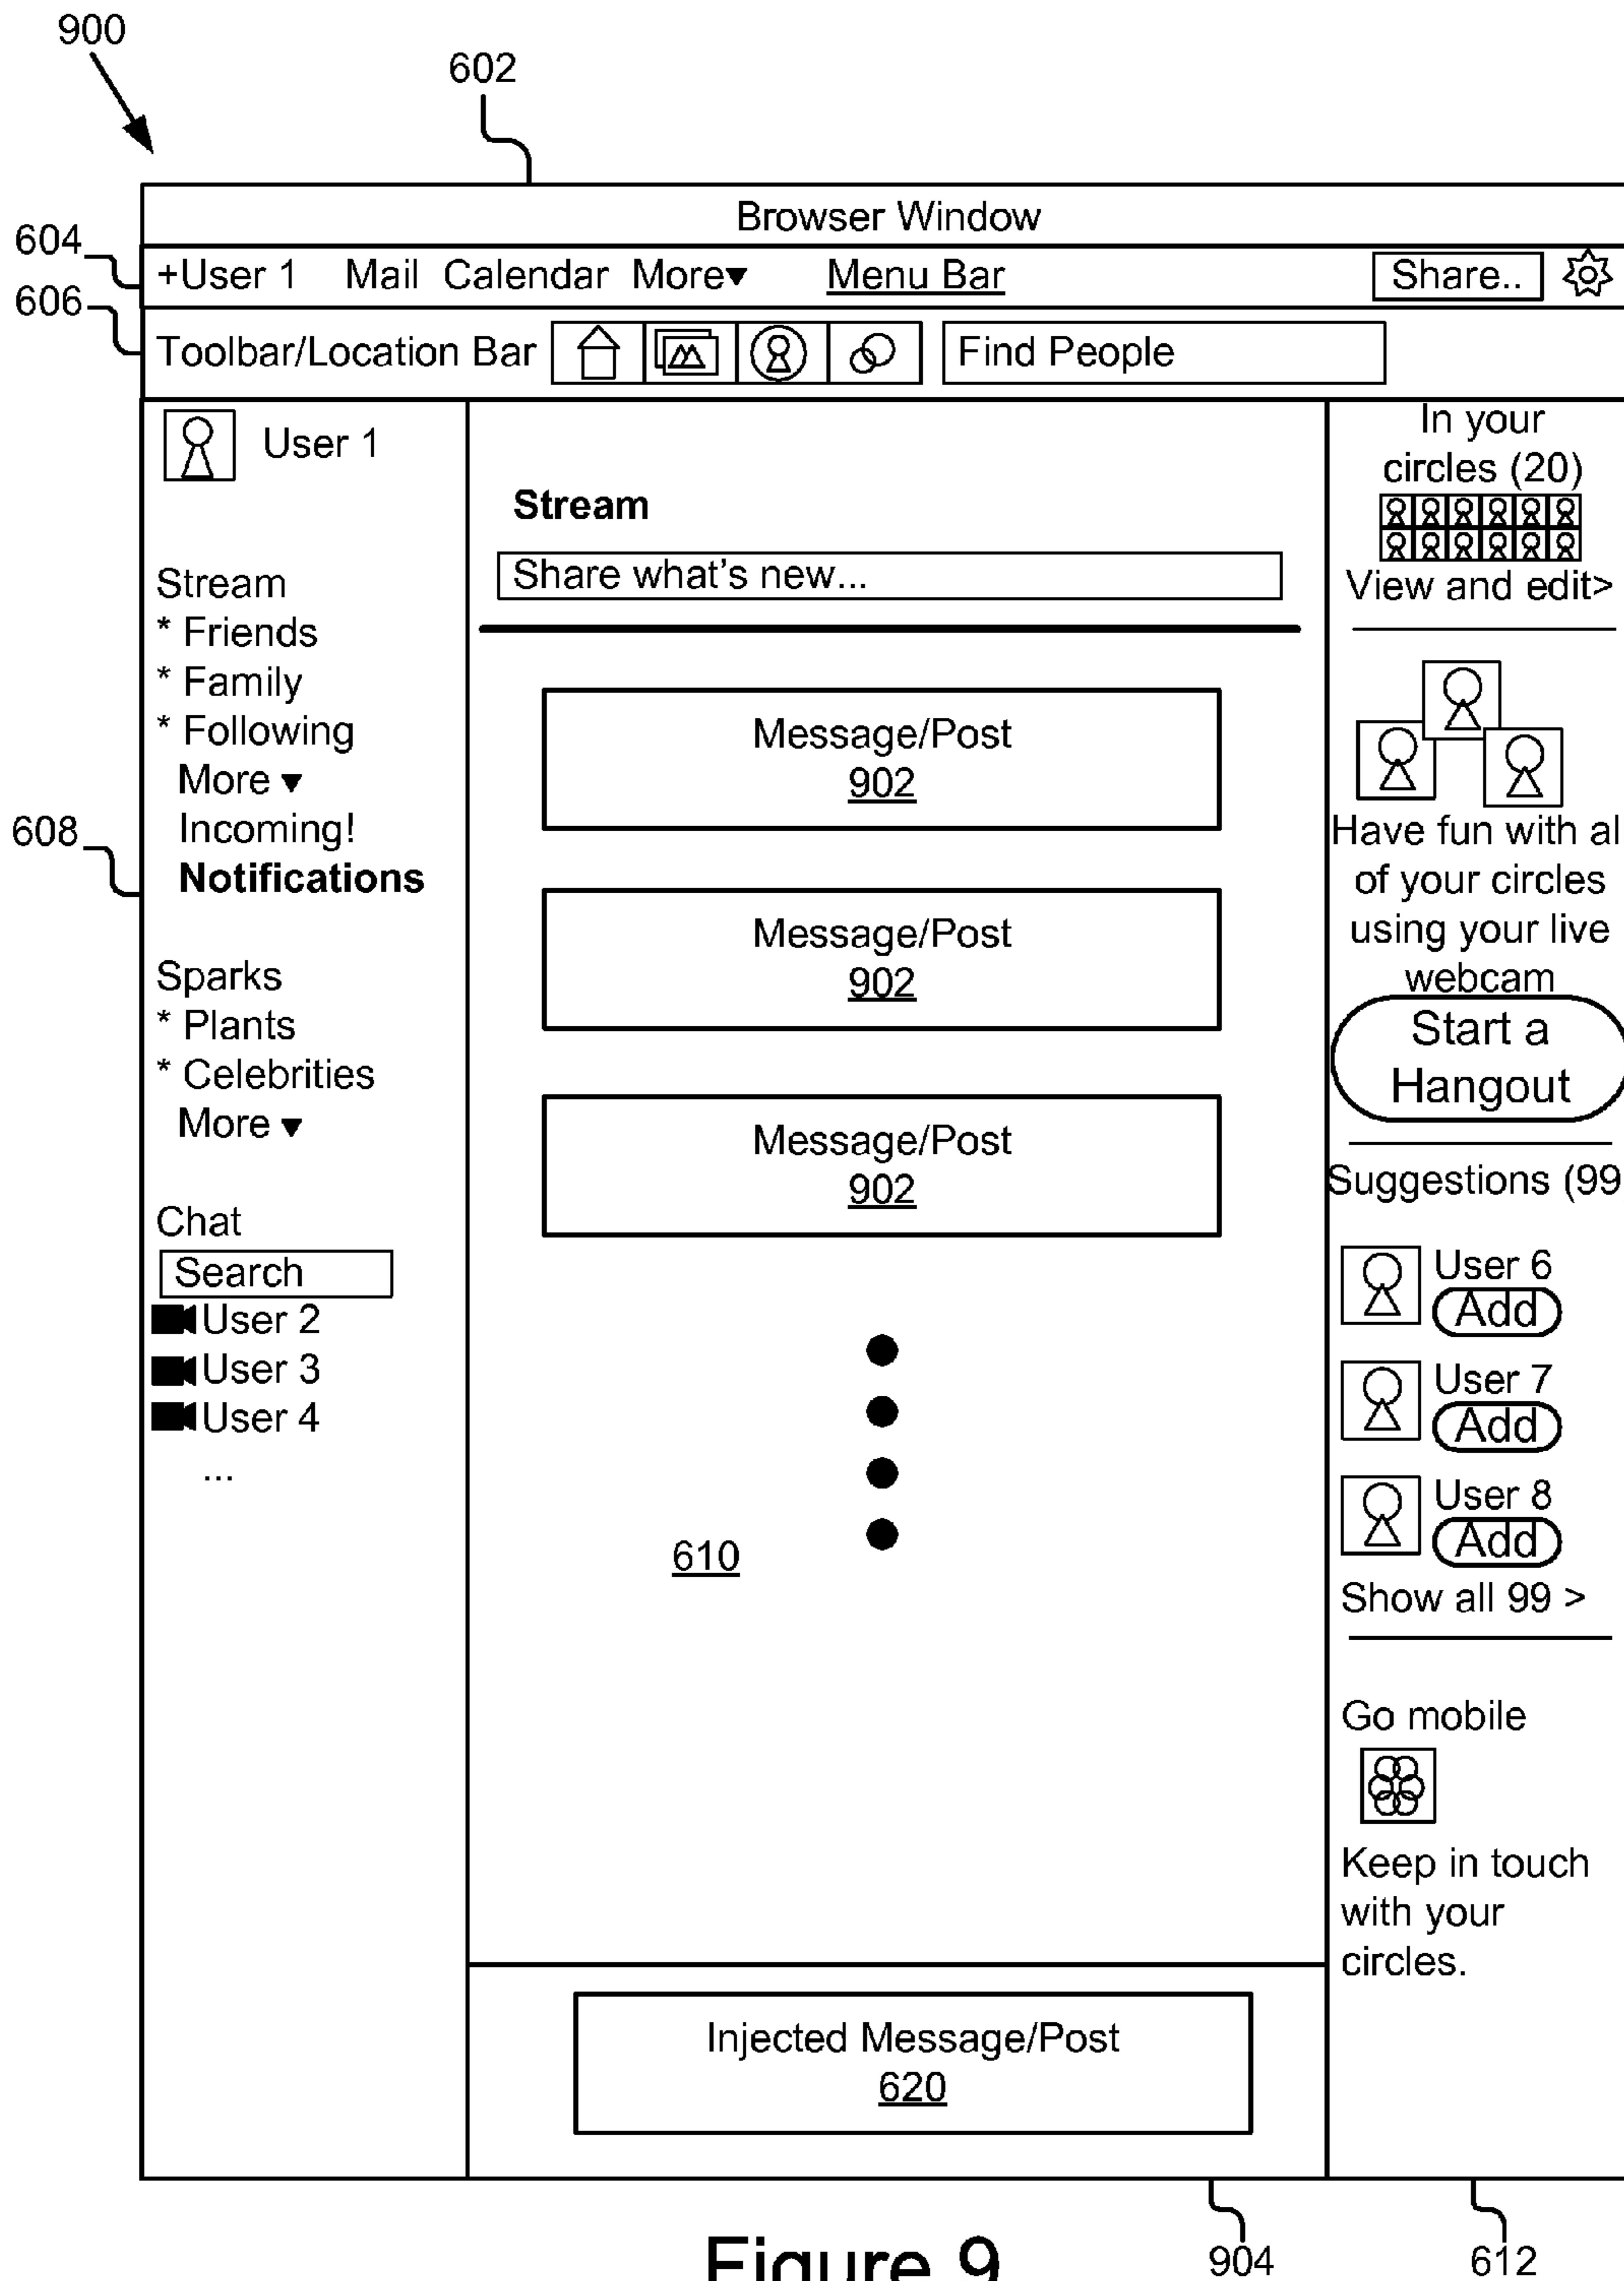 900
602
Browser Window
604
+User 1 Mail Calendar More▾ Menu Bar Share..
606
Toolbar/Location Bar Find People
User 1
Stream
* Friends
* Family
* Following
More ▾
Incoming!
Notifications
608
Sparks
* Plants
* Celebrities
More ▾
Chat
Search
User 2
User 3
User 4
...
Stream
Share what's new...
Message/Post
902
Message/Post
902
Message/Post
902
610
Injected Message/Post
620
In your
circles (20)
View and edit>
Have fun with al
of your circles
using your live
webcam
Start a
Hangout
Suggestions (99
User 6
Add
User 7
Add
User 8
Add
Show all 99 >
Go mobile
Keep in touch
with your
circles.
904
612
Figure 9